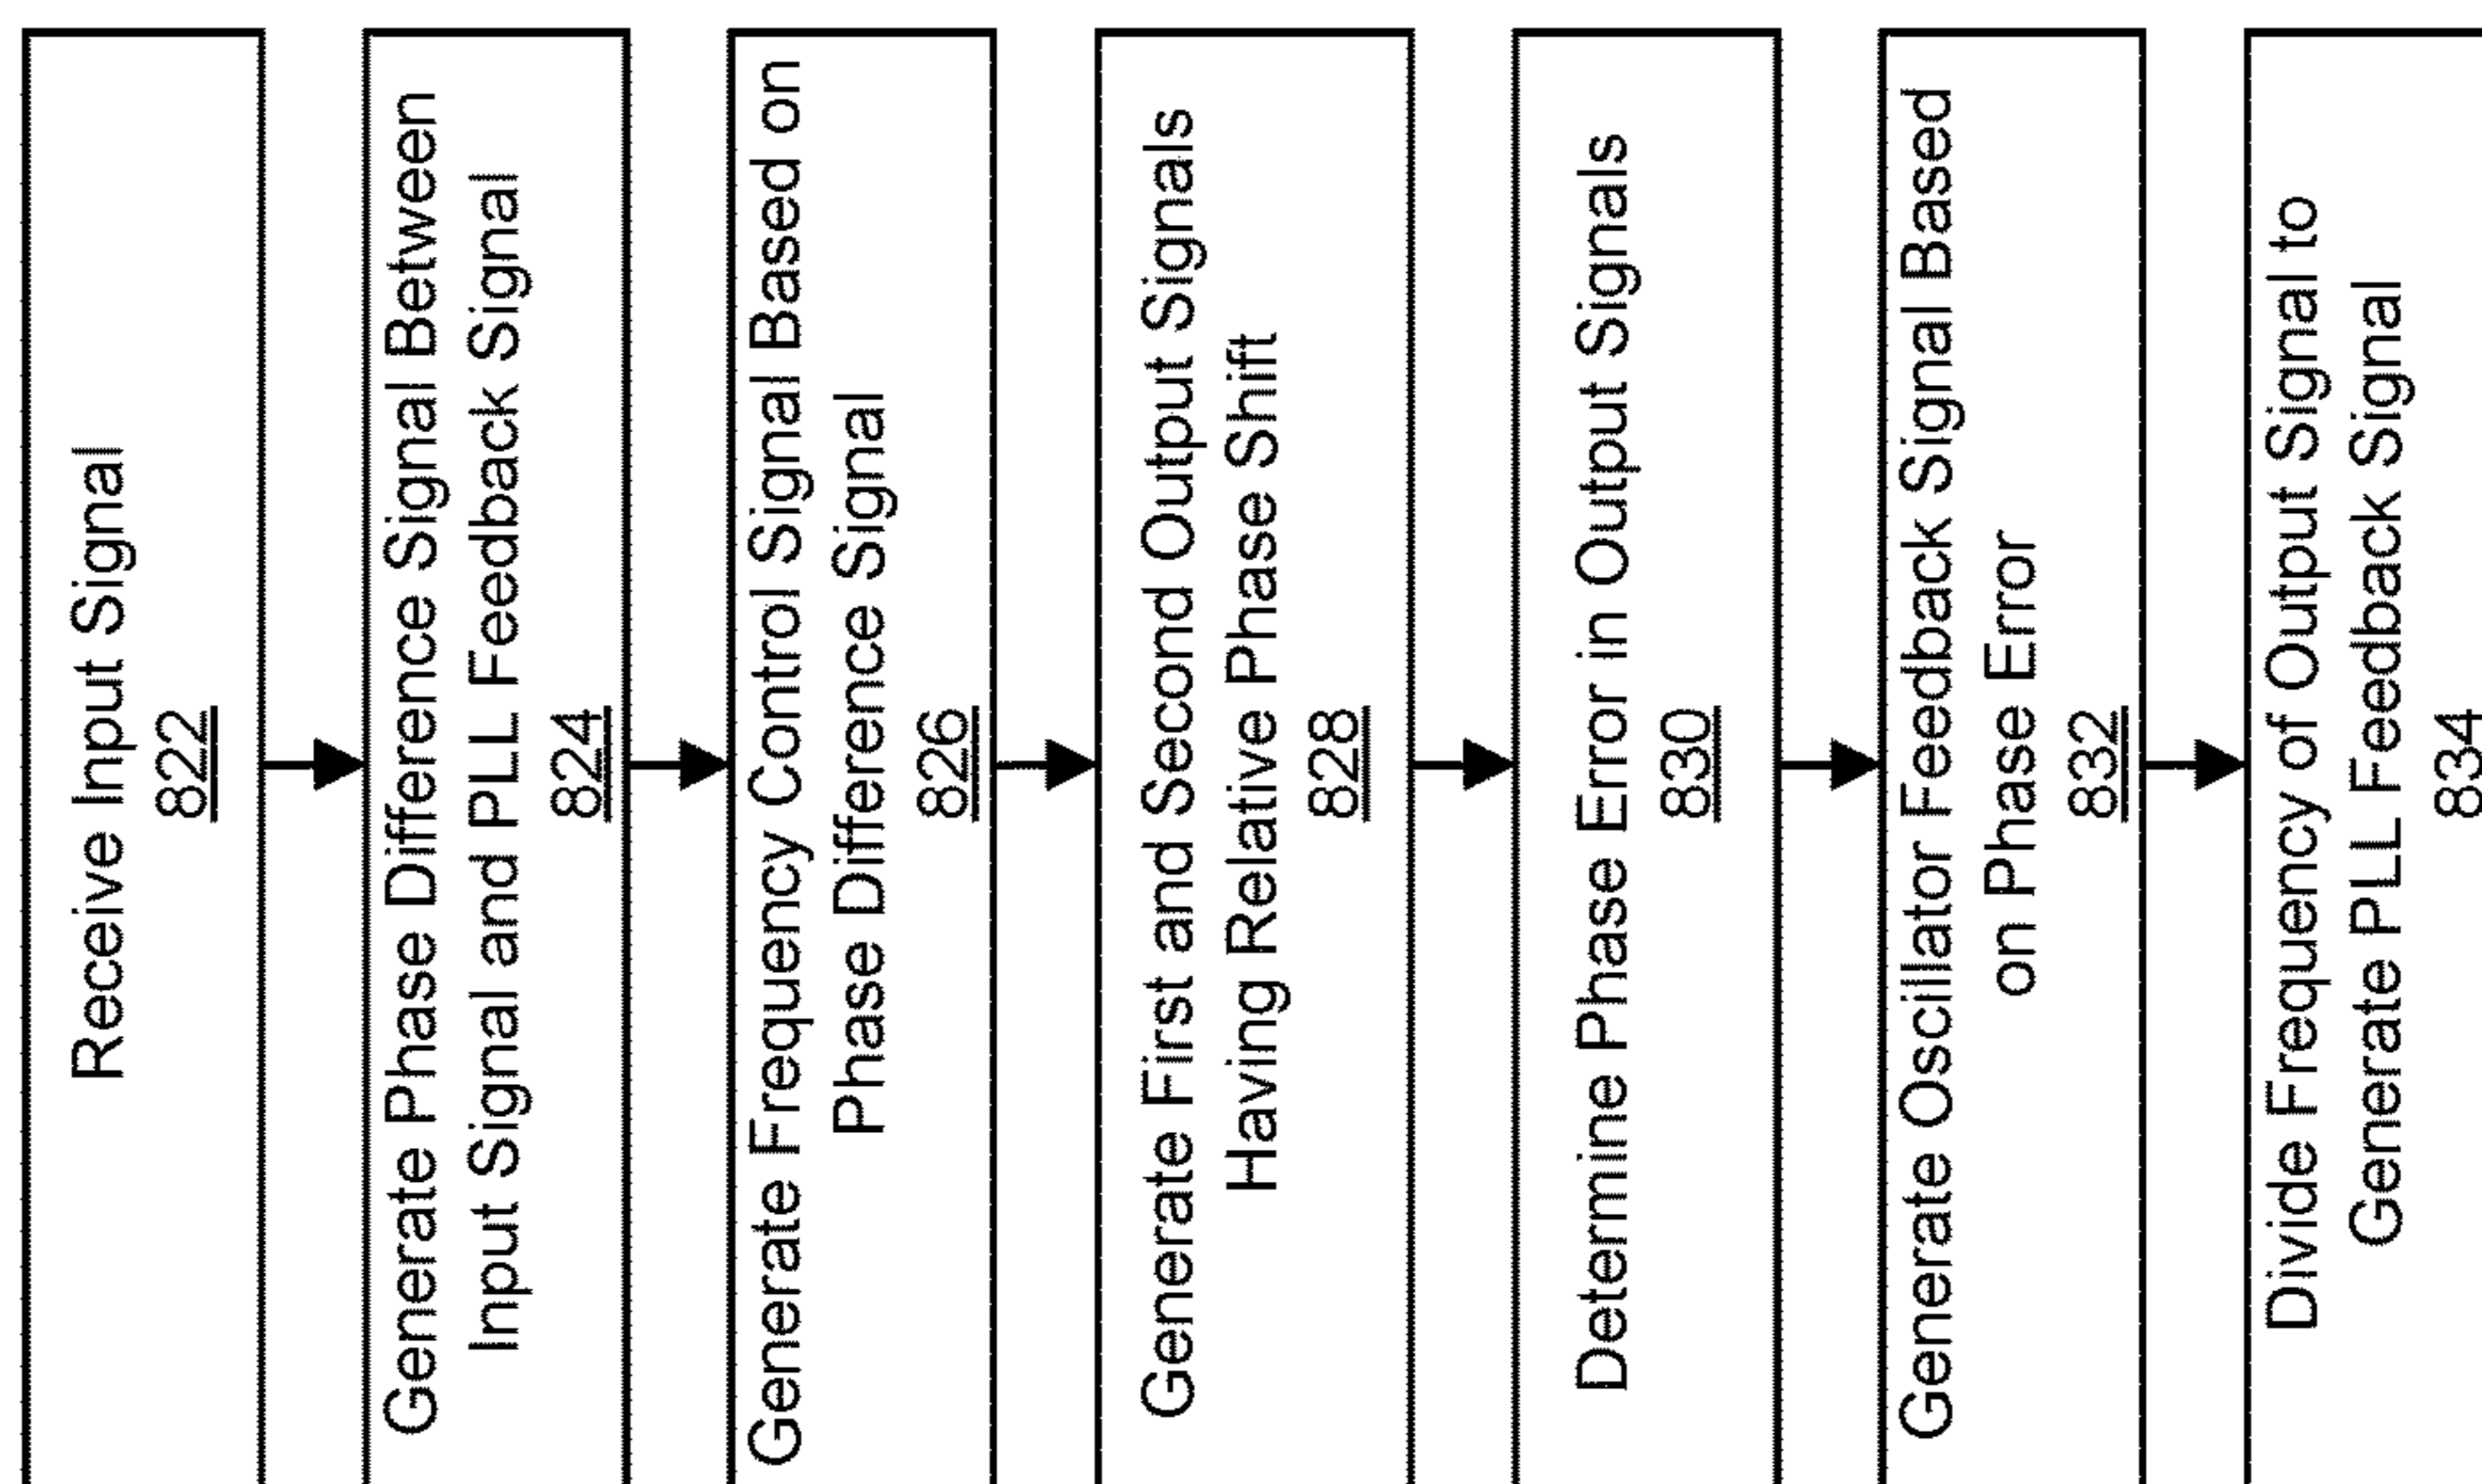 Receive Input Signal
822
Generate Phase Difference Signal Between
Input Signal and PLL Feedback Signal
824
Generate Frequency Control Signal Based on
Phase Difference Signal
826
Generate First and Second Output Signals
Having Relative Phase Shift
828
Determine Phase Error in Output Signals
830
Generate Oscillator Feedback Signal Based
on Phase Error
832
Divide Frequency of Output Signal to
Generate PLL Feedback Signal
834